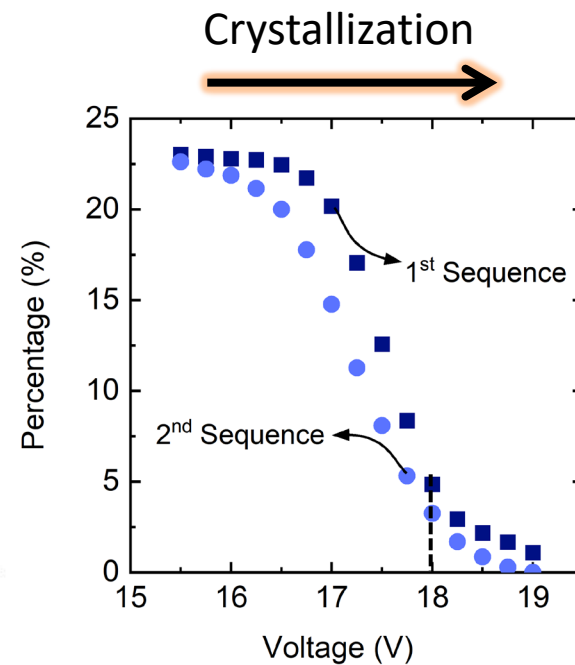 Crystallization
25
20
15
10
5
0
Percentage (%)
1st Sequence
2nd Sequence
15 16 17 18 19
Voltage (V)